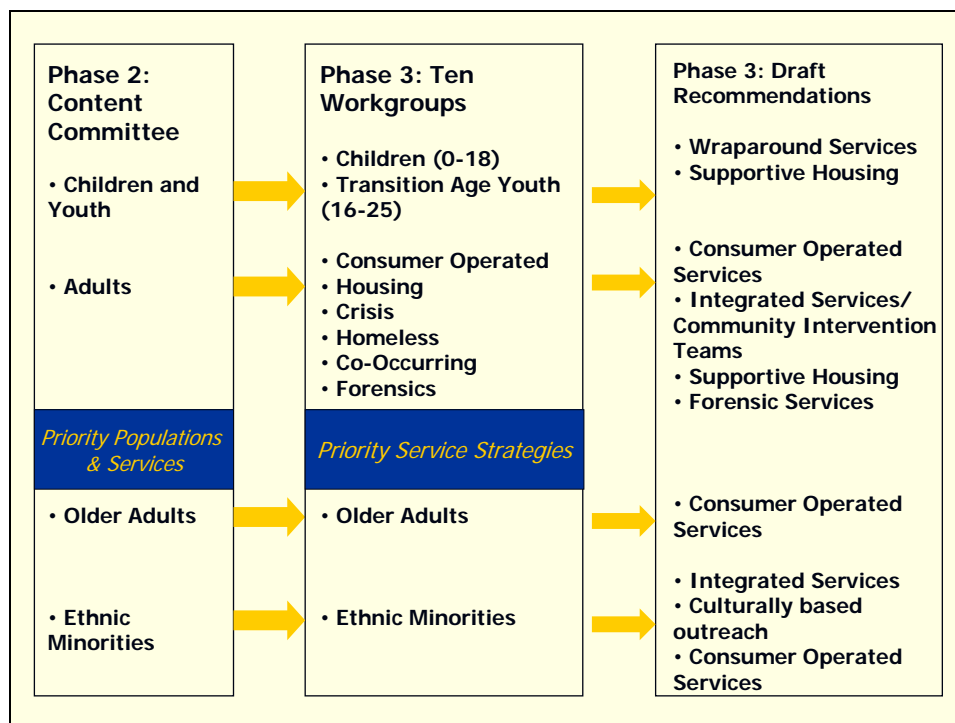 Phase 2:
Content
Committee
• Children and
Youth
• Adults
Priority Populations
& Services
• Older Adults
• Ethnic
Minorities
Phase 3: Ten
Workgroups
• Children (0-18)
• Transition Age Youth
(16-25)
• Consumer Operated
• Housing
• Crisis
• Homeless
• Co-Occurring
• Forensics
Priority Service Strategies
• Older Adults
• Ethnic Minorities
Phase 3: Draft
Recommendations
• Wraparound Services
• Supportive Housing
• Consumer Operated
Services
• Integrated Services/
Community Intervention
Teams
• Supportive Housing
• Forensic Services
• Consumer Operated
Services
• Integrated Services
• Culturally based
outreach
• Consumer Operated
Services